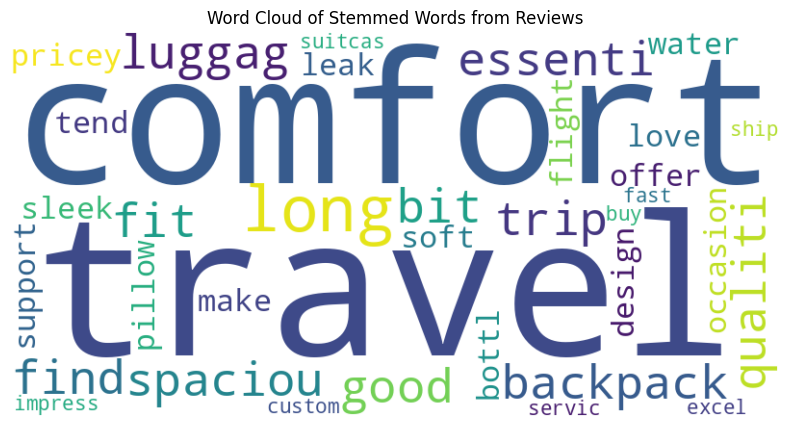 Word Cloud of Stemmed Words from Reviews
pricey
luggag
suitcas
leak
essenti
water
comfort
tend
flight
love
ship
offer
sleek
fit
long
bit
soft
trip
buy
fast
occasion
qualiti
support
pillow
travel
make
design
find
spaciou
good
bottl
backpack
impress
custom
servic
excel